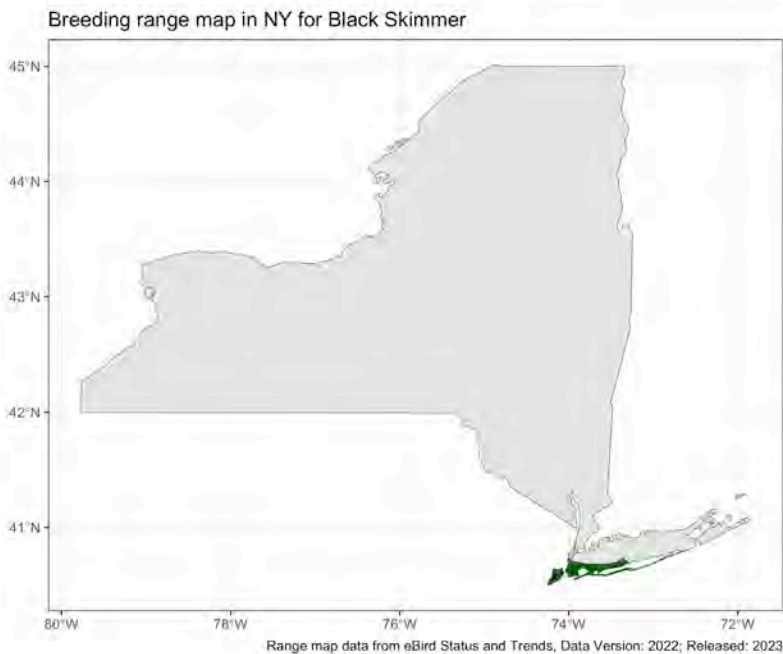 Breeding range map in NY for Black Skimmer
45°N
44°N
43°N
42°N
41°N
80°W
78°W
76°W
74°W
72°W
Range map data from eBird Status and Trends, Data Version: 2022; Released: 2023